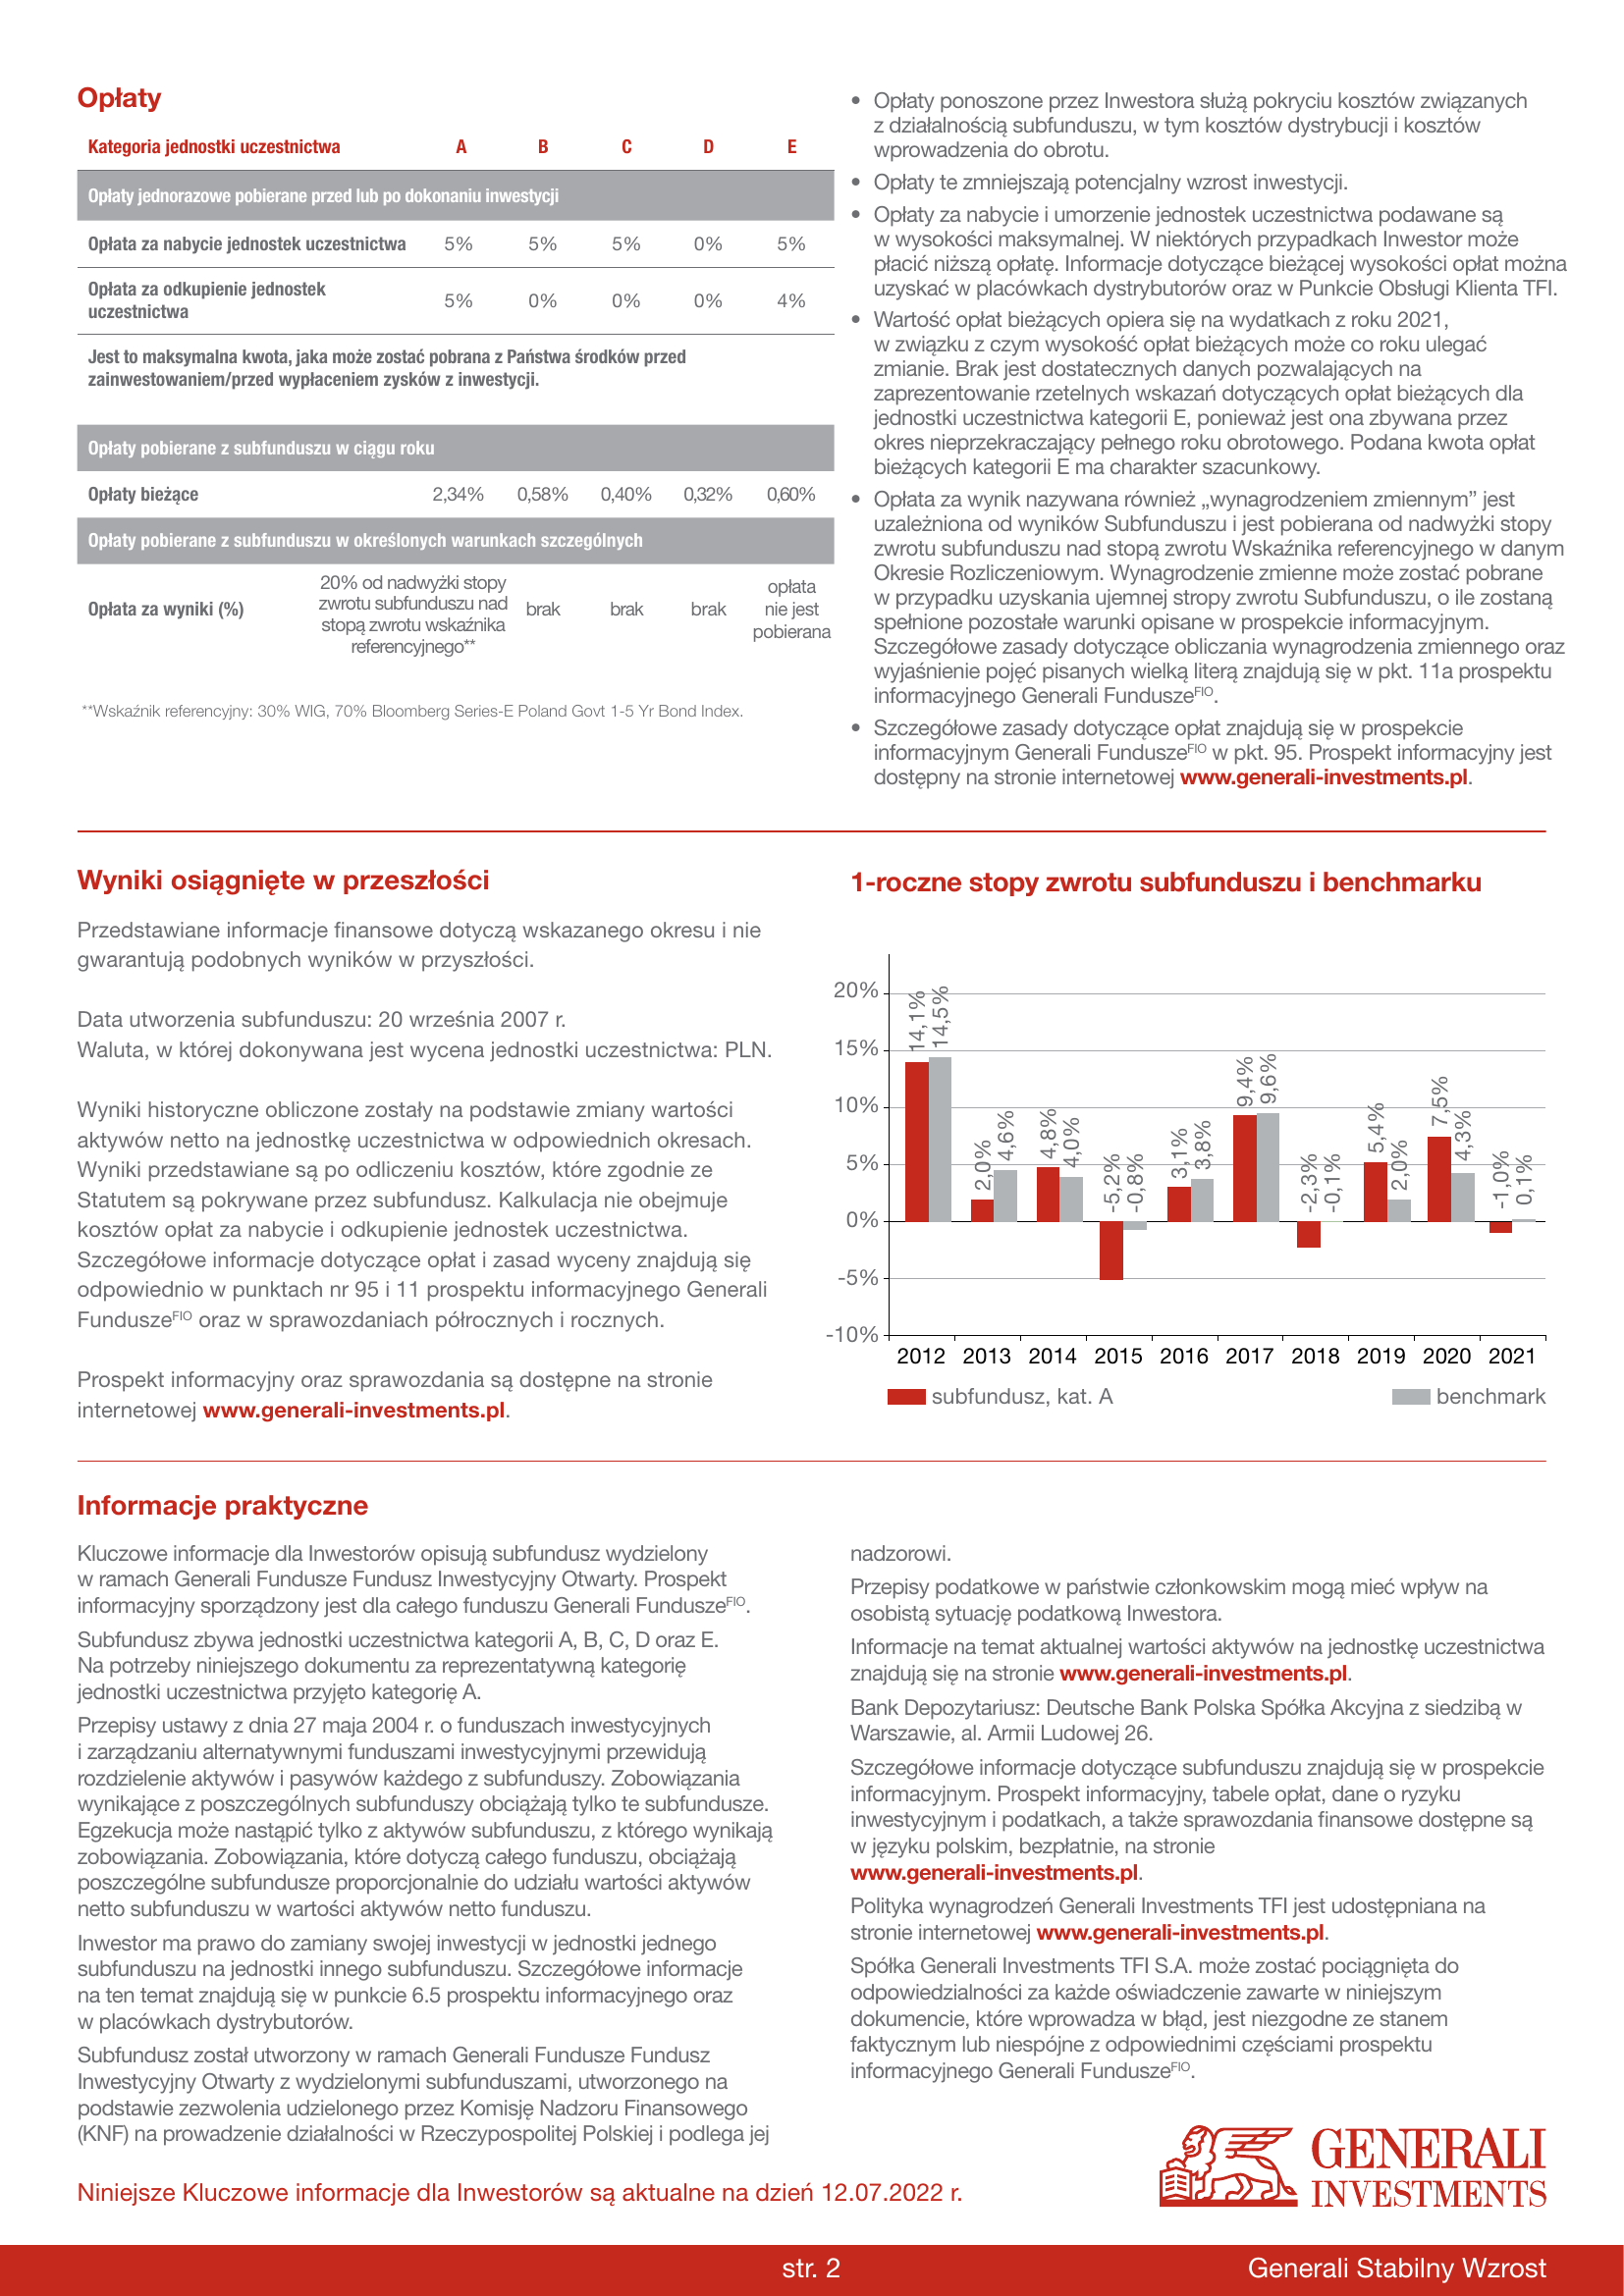 Opłaty
Kategoria jednostki uczestnictwa A B C D E
Opłaty jednorazowe pobierane przed lub po dokonaniu inwestycji
Opłata za nabycie jednostek uczestnictwa 5% 5% 5% 0% 5%
Opłata za odkupienie jednostek
uczestnictwa 5% 0% 0% 0% 4%
Jest to maksymalna kwota, jaka może zostać pobrana z Państwa środków przed
zainwestowaniem/przed wypłaceniem zysków z inwestycji.
Opłaty pobierane z subfunduszu w ciągu roku
Opłaty bieżące 2,34% 0,58% 0,40% 0,32% 0,60%
Opłaty pobierane z subfunduszu w określonych warunkach szczególnych
Opłata za wyniki (%)
20% od nadwyżki stopy
zwrotu subfunduszu nad
stopą zwrotu wskaźnika
referencyjnego**
brak brak brak
opłata
nie jest
pobierana
**Wskaźnik referencyjny: 30% WIG, 70% Bloomberg Series-E Poland Govt 1-5 Yr Bond Index.
• Opłaty ponoszone przez Inwestora służą pokryciu kosztów związanych
z działalnością subfunduszu, w tym kosztów dystrybucji i kosztów
wprowadzenia do obrotu.
• Opłaty te zmniejszają potencjalny wzrost inwestycji.
• Opłaty za nabycie i umorzenie jednostek uczestnictwa podawane są
w wysokości maksymalnej. W niektórych przypadkach Inwestor może
płacić niższą opłatę. Informacje dotyczące bieżącej wysokości opłat można
uzyskać w placówkach dystrybutorów oraz w Punkcie Obsługi Klienta TFI.
• Wartość opłat bieżących opiera się na wydatkach z roku 2021,
w związku z czym wysokość opłat bieżących może co roku ulegać
zmianie. Brak jest dostatecznych danych pozwalających na
zaprezentowanie rzetelnych wskazań dotyczących opłat bieżących dla
jednostki uczestnictwa kategorii E, ponieważ jest ona zbywana przez
okres nieprzekraczający pełnego roku obrotowego. Podana kwota opłat
bieżących kategorii E ma charakter szacunkowy.
• Opłata za wynik nazywana również „wynagrodzeniem zmiennym” jest
uzależniona od wyników Subfunduszu i jest pobierana od nadwyżki stopy
zwrotu subfunduszu nad stopą zwrotu Wskaźnika referencyjnego w danym
Okresie Rozliczeniowym. Wynagrodzenie zmienne może zostać pobrane
w przypadku uzyskania ujemnej stropy zwrotu Subfunduszu, o ile zostaną
spełnione pozostałe warunki opisane w prospekcie informacyjnym.
Szczegółowe zasady dotyczące obliczania wynagrodzenia zmiennego oraz
wyjaśnienie pojęć pisanych wielką literą znajdują się w pkt. 11a prospektu
informacyjnego Generali FunduszeFIO.
• Szczegółowe zasady dotyczące opłat znajdują się w prospekcie
informacyjnym Generali FunduszeFIO w pkt. 95. Prospekt informacyjny jest
dostępny na stronie internetowej www.generali-investments.pl.
Wyniki osiągnięte w przeszłości
Przedstawiane informacje finansowe dotyczą wskazanego okresu i nie
gwarantują podobnych wyników w przyszłości.
Data utworzenia subfunduszu: 20 września 2007 r.
Waluta, w której dokonywana jest wycena jednostki uczestnictwa: PLN.
Wyniki historyczne obliczone zostały na podstawie zmiany wartości
aktywów netto na jednostkę uczestnictwa w odpowiednich okresach.
Wyniki przedstawiane są po odliczeniu kosztów, które zgodnie ze
Statutem są pokrywane przez subfundusz. Kalkulacja nie obejmuje
kosztów opłat za nabycie i odkupienie jednostek uczestnictwa.
Szczegółowe informacje dotyczące opłat i zasad wyceny znajdują się
odpowiednio w punktach nr 95 i 11 prospektu informacyjnego Generali
FunduszeFIO oraz w sprawozdaniach półrocznych i rocznych.
Prospekt informacyjny oraz sprawozdania są dostępne na stronie
internetowej www.generali-investments.pl.
1-roczne stopy zwrotu subfunduszu i benchmarku
20%
15%
10%
5%
0%
-5%
-10%
14,1% 14,5%
2,0% 4,6%
4,8% 4,0%
-5,2% -0,8%
3,1% 3,8%
9,4% 9,6%
-2,3% -0,1%
5,4% 2,0%
7,5% 4,3%
-1,0% 0,1%
2012 2013 2014 2015 2016 2017 2018 2019 2020 2021
subfundusz, kat. A benchmark
Informacje praktyczne
Kluczowe informacje dla Inwestorów opisują subfundusz wydzielony
w ramach Generali Fundusze Fundusz Inwestycyjny Otwarty. Prospekt
informacyjny sporządzony jest dla całego funduszu Generali FunduszeFIO.
Subfundusz zbywa jednostki uczestnictwa kategorii A, B, C, D oraz E.
Na potrzeby niniejszego dokumentu za reprezentatywną kategorię
jednostki uczestnictwa przyjęto kategorię A.
Przepisy ustawy z dnia 27 maja 2004 r. o funduszach inwestycyjnych
i zarządzaniu alternatywnymi funduszami inwestycyjnymi przewidują
rozdzielenie aktywów i pasywów każdego z subfunduszy. Zobowiązania
wynikające z poszczególnych subfunduszy obciążają tylko te subfundusze.
Egzekucja może nastąpić tylko z aktywów subfunduszu, z którego wynikają
zobowiązania. Zobowiązania, które dotyczą całego funduszu, obciążają
poszczególne subfundusze proporcjonalnie do udziału wartości aktywów
netto subfunduszu w wartości aktywów netto funduszu.
Inwestor ma prawo do zamiany swojej inwestycji w jednostki jednego
subfunduszu na jednostki innego subfunduszu. Szczegółowe informacje
na ten temat znajdują się w punkcie 6.5 prospektu informacyjnego oraz
w placówkach dystrybutorów.
Subfundusz został utworzony w ramach Generali Fundusze Fundusz
Inwestycyjny Otwarty z wydzielonymi subfunduszami, utworzonego na
podstawie zezwolenia udzielonego przez Komisję Nadzoru Finansowego
(KNF) na prowadzenie działalności w Rzeczypospolitej Polskiej i podlega jej
nadzorowi.
Przepisy podatkowe w państwie członkowskim mogą mieć wpływ na
osobistą sytuację podatkową Inwestora.
Informacje na temat aktualnej wartości aktywów na jednostkę uczestnictwa
znajdują się na stronie www.generali-investments.pl.
Bank Depozytariusz: Deutsche Bank Polska Spółka Akcyjna z siedzibą w
Warszawie, al. Armii Ludowej 26.
Szczegółowe informacje dotyczące subfunduszu znajdują się w prospekcie
informacyjnym. Prospekt informacyjny, tabele opłat, dane o ryzyku
inwestycyjnym i podatkach, a także sprawozdania finansowe dostępne są
w języku polskim, bezpłatnie, na stronie
www.generali-investments.pl.
Polityka wynagrodzeń Generali Investments TFI jest udostępniana na
stronie internetowej www.generali-investments.pl.
Spółka Generali Investments TFI S.A. może zostać pociągnięta do
odpowiedzialności za każde oświadczenie zawarte w niniejszym
dokumencie, które wprowadza w błąd, jest niezgodne ze stanem
faktycznym lub niespójne z odpowiednimi częściami prospektu
informacyjnego Generali FunduszeFIO.
Niniejsze Kluczowe informacje dla Inwestorów są aktualne na dzień 12.07.2022 r.
GENERALI
INVESTMENTS
str. 2
Generali Stabilny Wzrost